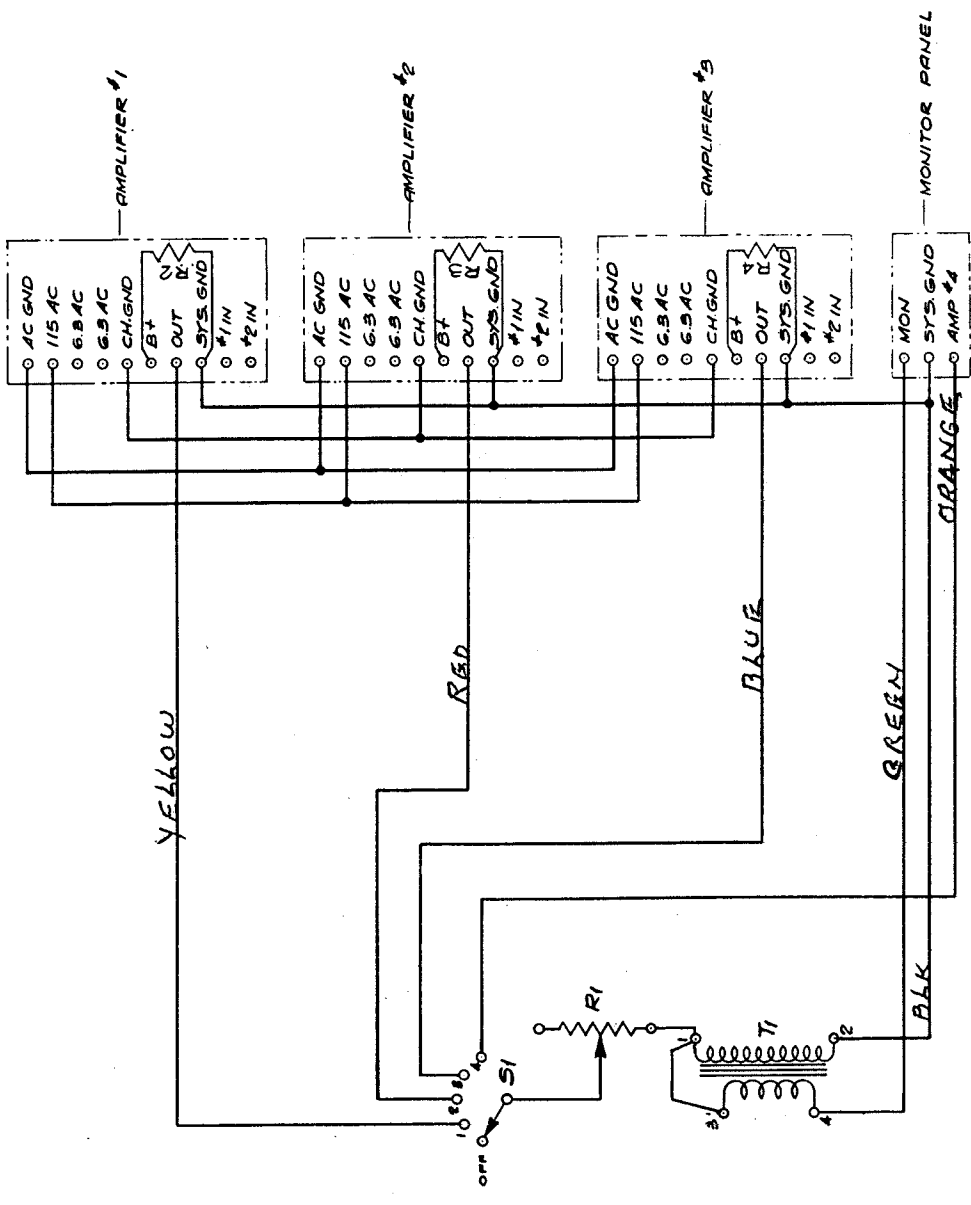 AMPLIFIER #1
AC GND
115 AC
6.3 AC
6.3 AC
CH.GND
B+
OUT
SYS.GND
#1 IN
#2 IN
R2
AMPLIFIER #2
AC GND
115 AC
6.3 AC
6.3 AC
CH.GND
B+
OUT
SYS.GND
#1 IN
#2 IN
R3
AMPLIFIER #3
AC GND
115 AC
6.3 AC
6.3 AC
CH.GND
B+
OUT
SYS.GND
#1 IN
#2 IN
R4
MONITOR PANEL
MON
SYS.GND
AMP #4
YELLOW
RED
BLUE
GREEN
BLK
ORANGE
OFF
1
2
3
4
S1
R1
T1
1
2
3
4